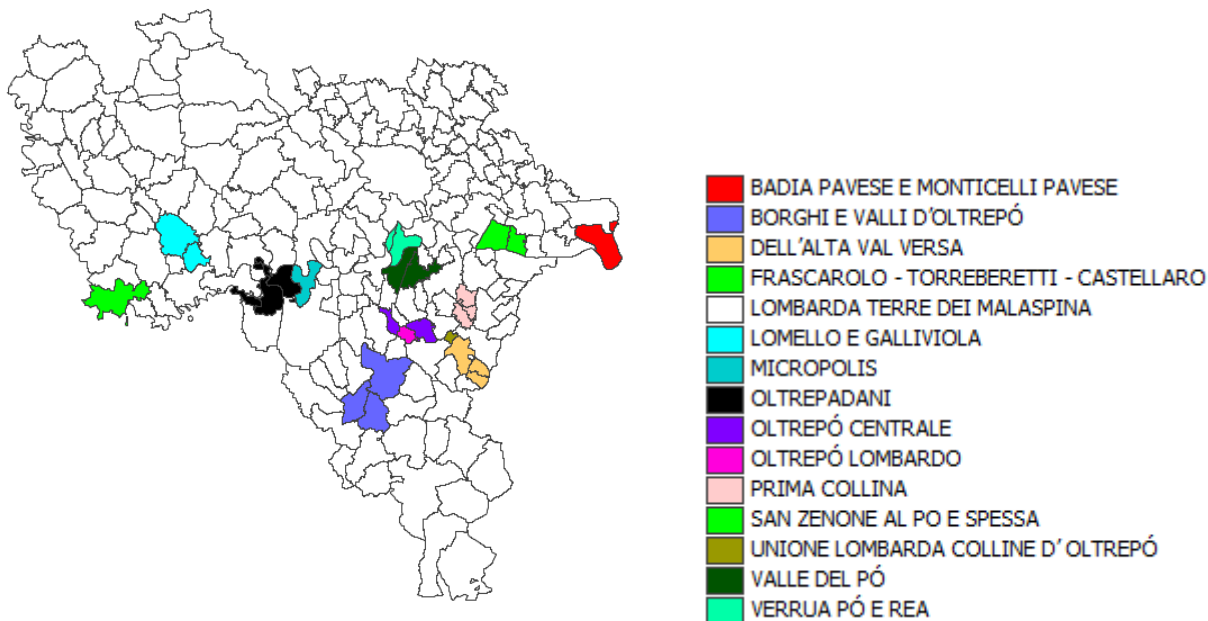 BADIA PAVESE E MONTICELLI PAVESE
BORGHI E VALLI D'OLTREPÓ
DELL'ALTA VAL VERSA
FRASCAROLO - TORREBERETTI - CASTELLARO
LOMBARDA TERRE DEI MALASPINA
LOMELLO E GALLIVIOLA
MICROPOLIS
OLTREPADANI
OLTREPÓ CENTRALE
OLTREPÓ LOMBARDO
PRIMA COLLINA
SAN ZENONE AL PO E SPESSA
UNIONE LOMBARDA COLLINE D' OLTREPÓ
VALLE DEL PÓ
VERRUA PÓ E REA